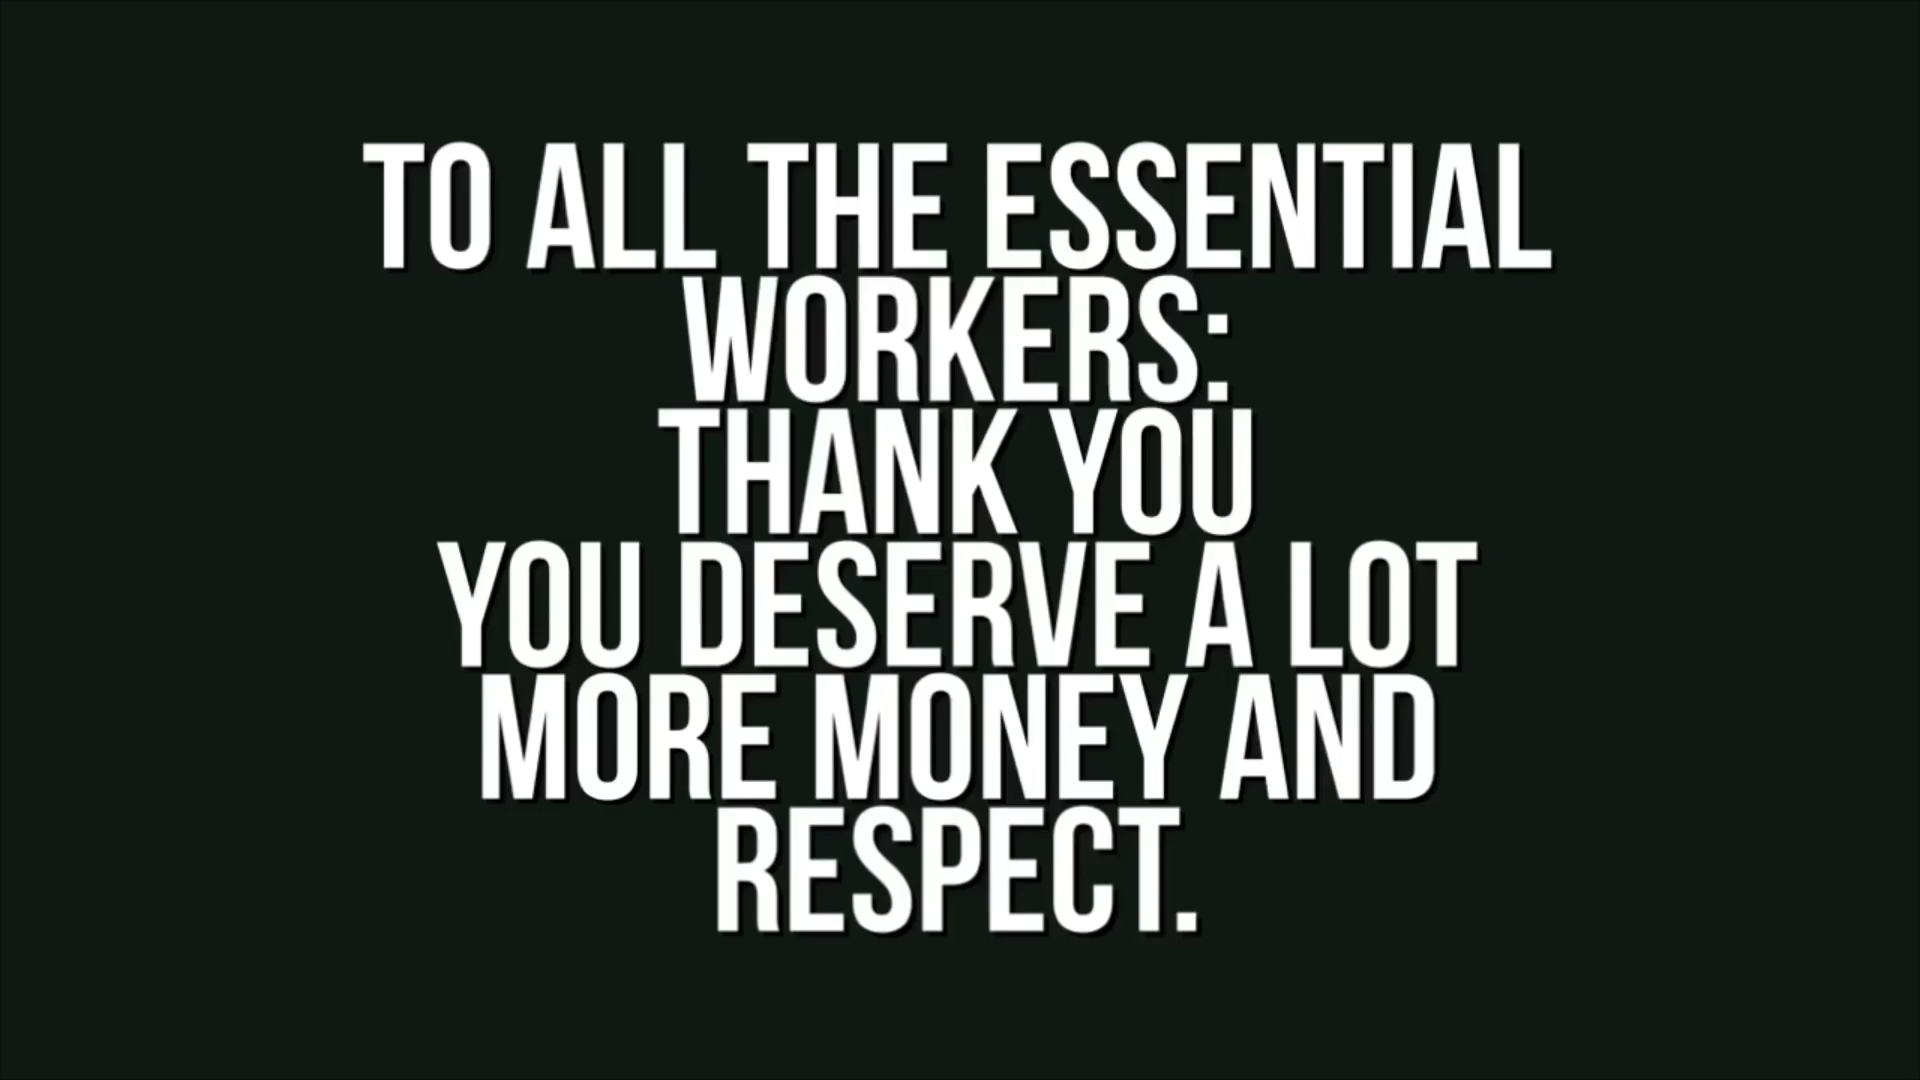 TO ALL THE ESSENTIAL
WORKERS:
THANK YOU
YOU DESERVE A LOT
MORE MONEY AND
RESPECT.